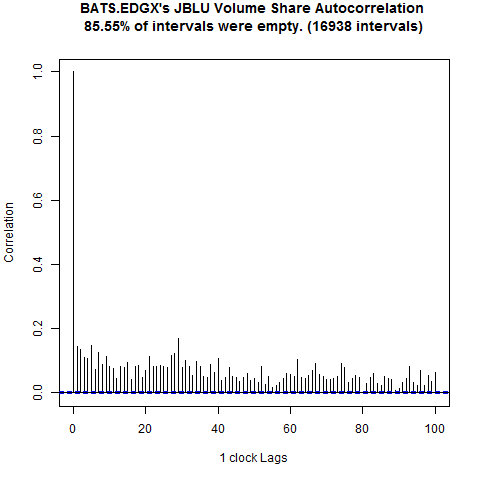 BATS.EDGX's JBLU Volume Share Autocorrelation
85.55% of intervals were empty. (16938 intervals)
1.0
0.8
0.6
0.4
0.2
0.0
Correlation
0 20 40 60 80 100
1 clock Lags